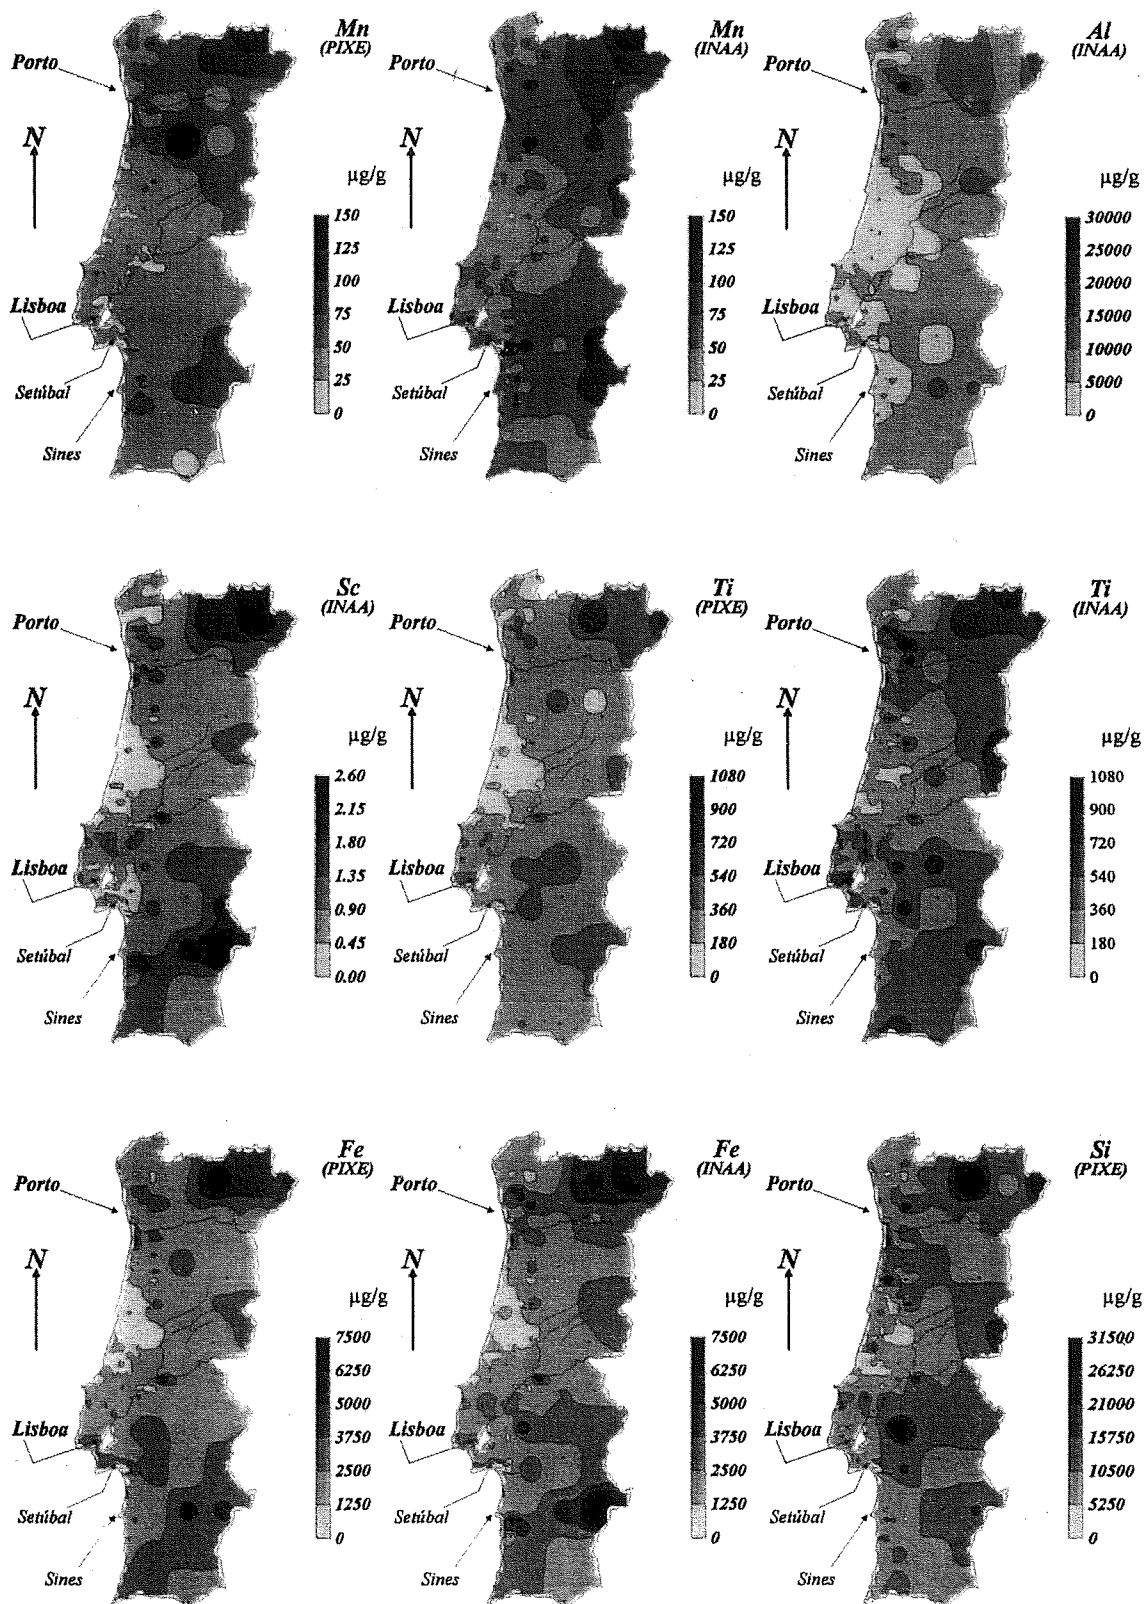 Mn
(PIXE)
Porto
N
µg/g
150
125
100
75
50
25
0
Lisboa
Setúbal
Sines
Mn
(INAA)
Porto
N
µg/g
150
125
100
75
50
25
0
Lisboa
Setúbal
Sines
Al
(INAA)
Porto
N
µg/g
30000
25000
20000
15000
10000
5000
0
Lisboa
Setúbal
Sines
Sc
(INAA)
Porto
N
µg/g
2.60
2.15
1.80
1.35
0.90
0.45
0.00
Lisboa
Setúbal
Sines
Ti
(PIXE)
Porto
N
µg/g
1080
900
720
540
360
180
0
Lisboa
Setúbal
Sines
Ti
(INAA)
Porto
N
µg/g
1080
900
720
540
360
180
0
Lisboa
Setúbal
Sines
Fe
(PIXE)
Porto
N
µg/g
7500
6250
5000
3750
2500
1250
0
Lisboa
Setúbal
Sines
Fe
(INAA)
Porto
N
µg/g
7500
6250
5000
3750
2500
1250
0
Lisboa
Setúbal
Sines
Si
(PIXE)
Porto
N
µg/g
31500
26250
21000
15750
10500
5250
0
Lisboa
Setúbal
Sines